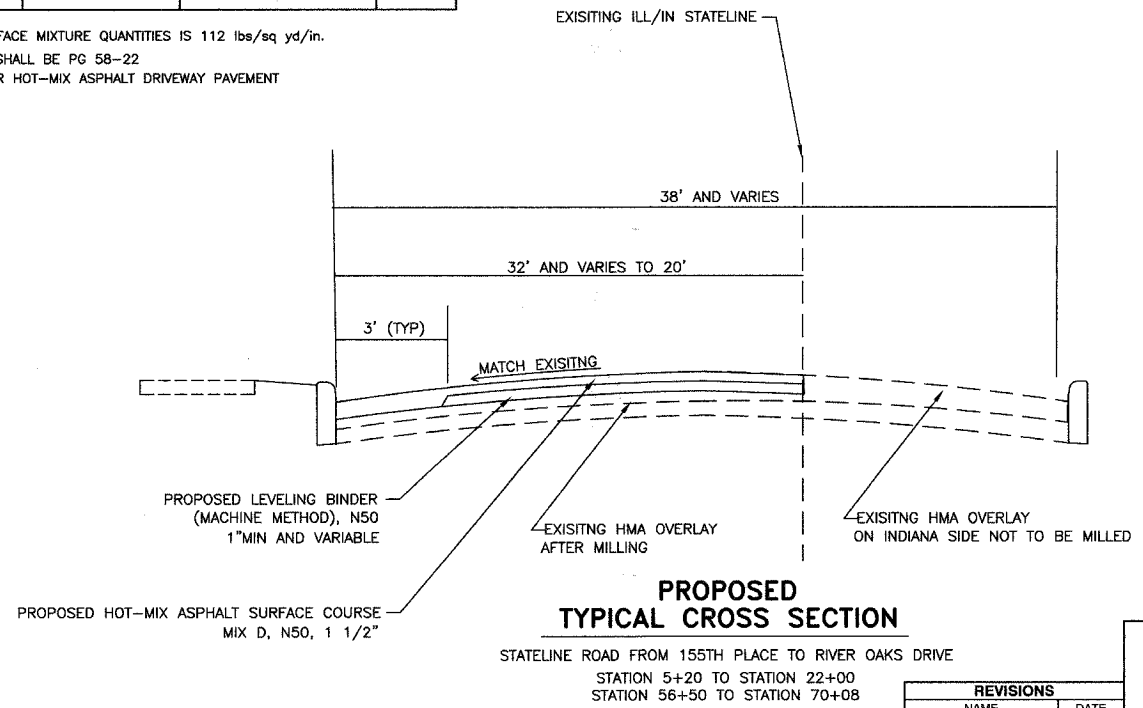 EXISITING ILL/IN STATELINE
FACE MIXTURE QUANTITIES IS 112 lbs/sq yd/in.
SHALL BE PG 58-22
R HOT-MIX ASPHALT DRIVEWAY PAVEMENT
38' AND VARIES
32' AND VARIES TO 20'
3' (TYP)
MATCH EXISITNG
PROPOSED LEVELING BINDER
(MACHINE METHOD), N50
1"MIN AND VARIABLE
EXISITNG HMA OVERLAY
AFTER MILLING
EXISITNG HMA OVERLAY
ON INDIANA SIDE NOT TO BE MILLED
PROPOSED HOT-MIX ASPHALT SURFACE COURSE
MIX D, N50, 1 1/2"
PROPOSED
TYPICAL CROSS SECTION
STATELINE ROAD FROM 155TH PLACE TO RIVER OAKS DRIVE
STATION 5+20 TO STATION 22+00
STATION 56+50 TO STATION 70+08
REVISIONS
NAME DATE